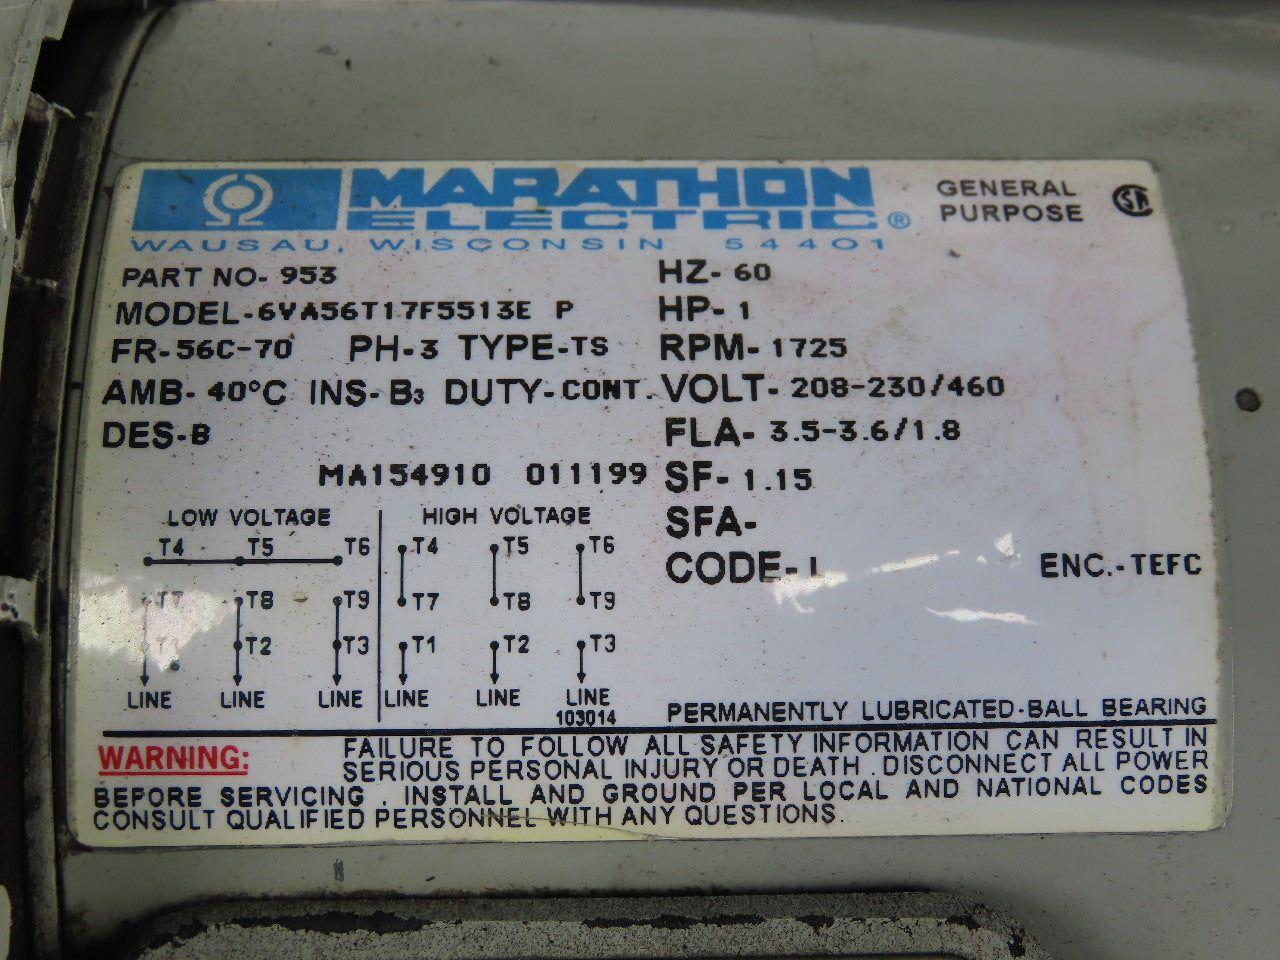 MARATHON
ELECTRIC®
WAUSAU, WISCONSIN 54401
GENERAL
PURPOSE
PART NO- 953
MODEL-6VA56T17F5513E P
FR-56C-70 PH-3 TYPE-TS
AMB- 40°C INS-B3 DUTY-CONT.
DES-B
MA154910 011199
HZ- 60
HP- 1
RPM- 1725
VOLT- 208-230/460
FLA- 3.5-3.6/1.8
SF- 1.15
SFA-
CODE- L ENC.-TEFC
LOW VOLTAGE
T4 T5 T6
T7 T8 T9
T1 T2 T3
LINE LINE LINE
HIGH VOLTAGE
T4 T5 T6
T7 T8 T9
T1 T2 T3
LINE LINE LINE
103014
PERMANENTLY LUBRICATED-BALL BEARING
WARNING: FAILURE TO FOLLOW ALL SAFETY INFORMATION CAN RESULT IN
SERIOUS PERSONAL INJURY OR DEATH. DISCONNECT ALL POWER
BEFORE SERVICING. INSTALL AND GROUND PER LOCAL AND NATIONAL CODES
CONSULT QUALIFIED PERSONNEL WITH ANY QUESTIONS.